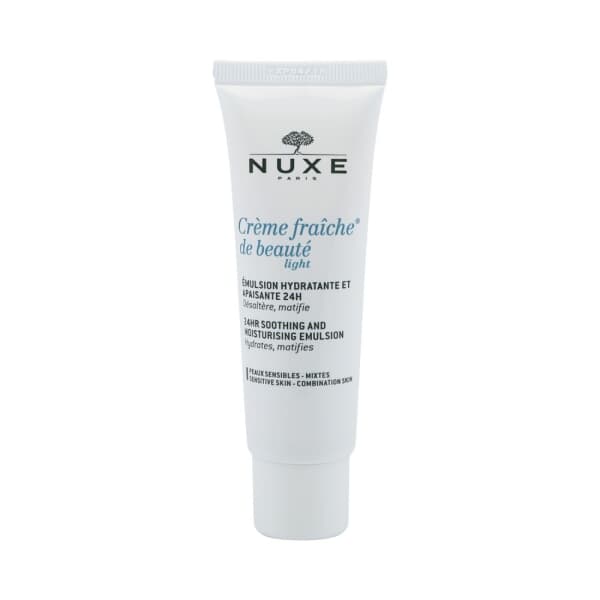 NUXE
PARIS
Crème fraîche®
de beauté
light
ÉMULSION HYDRATANTE ET
APAISANTE 24H
Désaltère, matifie
24HR SOOTHING AND
MOISTURISING EMULSION
Hydrates, matifies
PEAUX SENSIBLES - MIXTES
SENSITIVE SKIN - COMBINATION SKIN